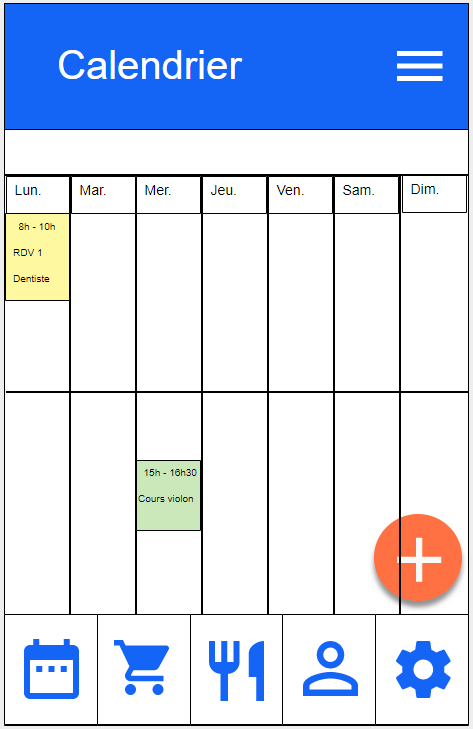 Calendrier
Lun. Mar. Mer. Jeu. Ven. Sam. Dim.
8h - 10h
RDV 1
Dentiste
15h - 16h30
Cours violon